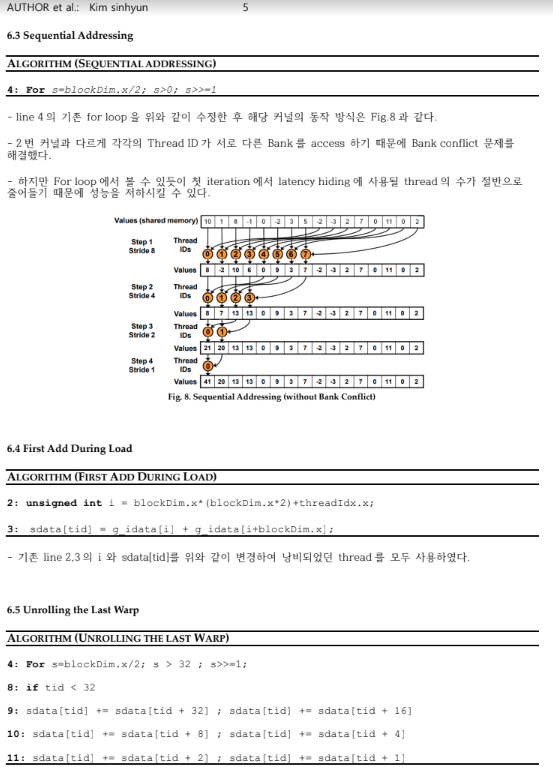 AUTHOR et al.: Kim sinhyun 5
6.3 Sequential Addressing
ALGORITHM (SEQUENTIAL ADDRESSING)
4: For s=blockDim.x/2; s>0; s>>=1
- line 4 의 기존 for loop 을 위와 같이 수정한 후 해당 커널의 동작 방식은 Fig.8 과 같다.
- 2 번 커널과 다르게 각각의 Thread ID 가 서로 다른 Bank 를 access 하기 때문에 Bank conflict 문제를
해결했다.
- 하지만 For loop 에서 볼 수 있듯이 첫 iteration 에서 latency hiding 에 사용될 thread 의 수가 절반으로
줄어들기 때문에 성능을 저하시킬 수 있다.
Values (shared memory) 10 1 8 -1 0 -2 3 5 -2 -3 2 7 0 11 0 2
Step 1 Stride 8 Thread IDs 0 1 2 3 4 5 6 7
Values 8 -2 10 6 0 9 3 7 -2 -3 2 7 0 11 0 2
Step 2 Stride 4 Thread IDs 0 1 2 3
Values 8 7 13 13 0 9 3 7 -2 -3 2 7 0 11 0 2
Step 3 Stride 2 Thread IDs 0 1
Values 21 20 13 13 0 9 3 7 -2 -3 2 7 0 11 0 2
Step 4 Stride 1 Thread IDs 0
Values 41 20 13 13 0 9 3 7 -2 -3 2 7 0 11 0 2
Fig. 8. Sequential Addressing (without Bank Conflict)
6.4 First Add During Load
ALGORITHM (FIRST ADD DURING LOAD)
2: unsigned int i = blockDim.x*(blockDim.x*2)+threadIdx.x;
3: sdata[tid] = g_idata[i] + g_idata[i+blockDim.x];
- 기존 line 2,3 의 i 와 sdata[tid]를 위와 같이 변경하여 낭비되었던 thread 를 모두 사용하였다.
6.5 Unrolling the Last Warp
ALGORITHM (UNROLLING THE LAST WARP)
4: For s=blockDim.x/2; s > 32 ; s>>=1;
8: if tid < 32
9: sdata[tid] += sdata[tid + 32] ; sdata[tid] += sdata[tid + 16]
10: sdata[tid] += sdata[tid + 8] ; sdata[tid] += sdata[tid + 4]
11: sdata[tid] += sdata[tid + 2] ; sdata[tid] += sdata[tid + 1]